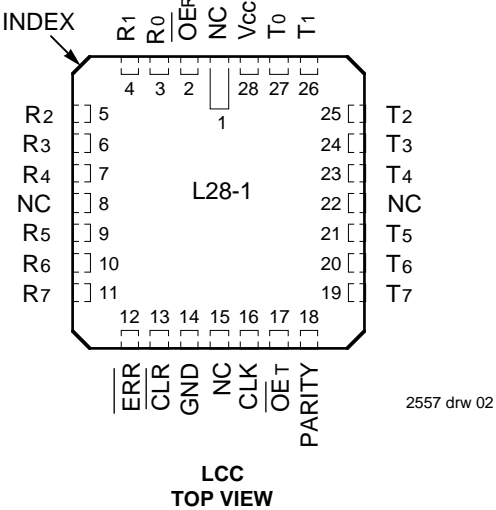 INDEX
R1 R0 OER NC Vcc T0 T1
4 3 2 28 27 26
1
R2 5 25 T2
R3 6 24 T3
R4 7 23 T4
L28-1
NC 8 22 NC
R5 9 21 T5
R6 10 20 T6
R7 11 19 T7
12 13 14 15 16 17 18
ERR CLR GND NC CLK OET PARITY
2557 drw 02
LCC
TOP VIEW